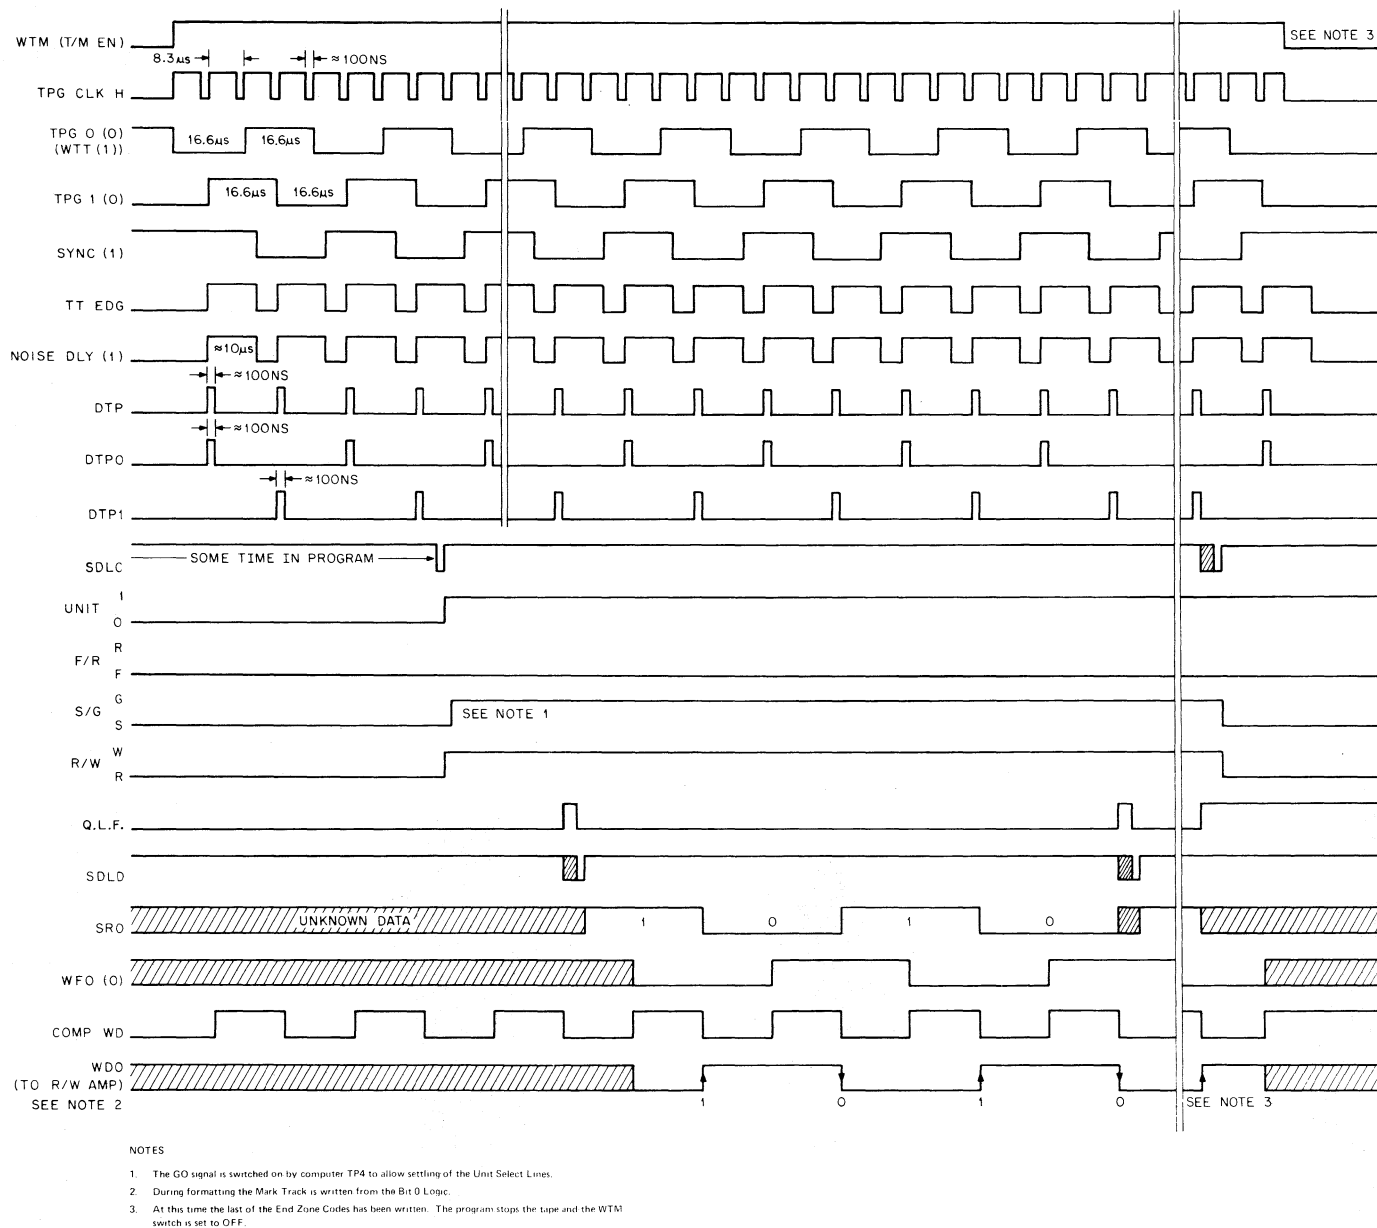 WTM (T/M EN)
SEE NOTE 3
8.3µs
≈100NS
TPG CLK H
TPG 0 (0)
(WTT (1))
16.6µs
16.6µs
TPG 1 (0)
16.6µs
16.6µs
SYNC (1)
TT EDG
NOISE DLY (1)
≈10µs
≈100NS
DTP
≈100NS
DTP0
≈100NS
DTP1
SOME TIME IN PROGRAM
SDLC
UNIT
1
0
F/R
R
F
S/G
G
S
SEE NOTE 1
R/W
W
R
Q.L.F.
SDLD
SRO
UNKNOWN DATA
1
0
1
0
WFO (0)
COMP WD
WDO
(TO R/W AMP)
SEE NOTE 2
1
0
1
0
SEE NOTE 3
NOTES
1. The GO signal is switched on by computer TP4 to allow settling of the Unit Select Lines.
2. During formatting the Mark Track is written from the Bit 0 Logic.
3. At this time the last of the End Zone Codes has been written. The program stops the tape and the WTM
switch is set to OFF.